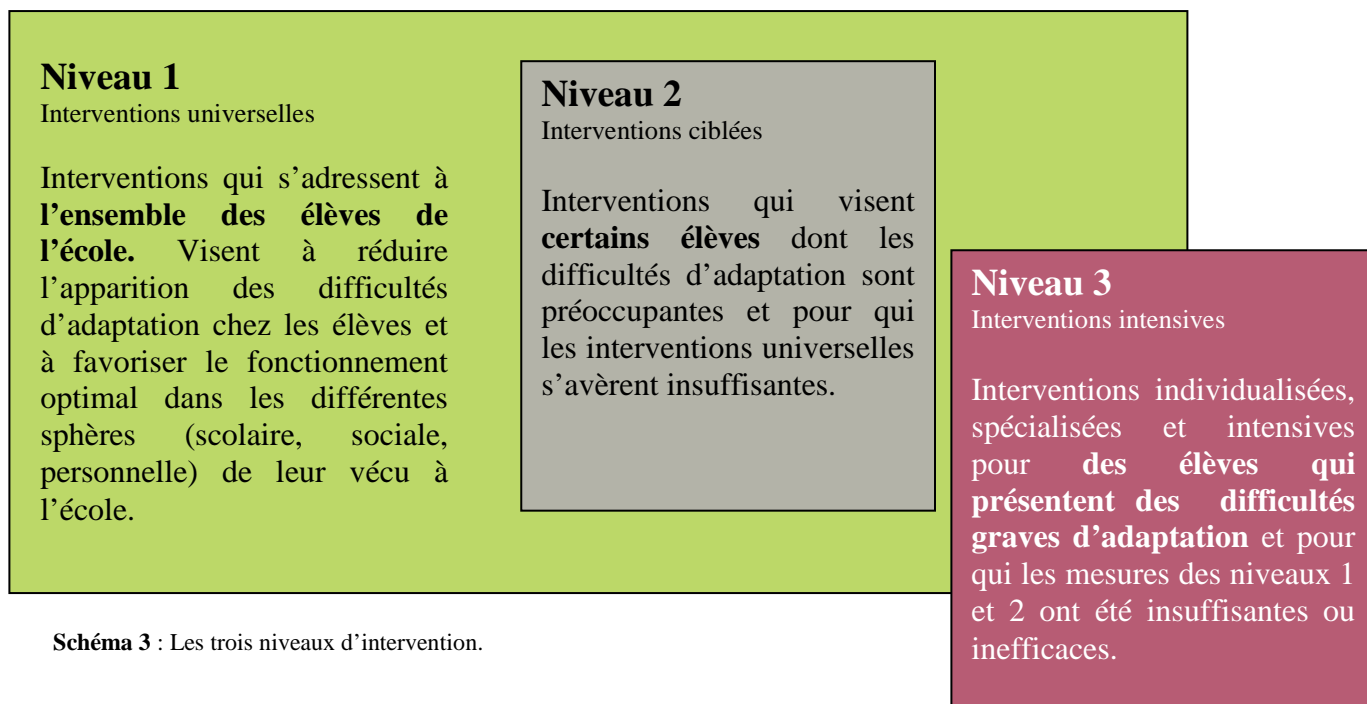 Niveau 1
Interventions universelles
Interventions qui s’adressent à
l’ensemble des élèves de
l’école. Visent à réduire
l’apparition des difficultés
d’adaptation chez les élèves et
à favoriser le fonctionnement
optimal dans les différentes
sphères (scolaire, sociale,
personnelle) de leur vécu à
l’école.
Niveau 2
Interventions ciblées
Interventions qui visent
certains élèves dont les
difficultés d’adaptation sont
préoccupantes et pour qui
les interventions universelles
s’avèrent insuffisantes.
Niveau 3
Interventions intensives
Interventions individualisées,
spécialisées et intensives
pour des élèves qui
présentent des difficultés
graves d’adaptation et pour
qui les mesures des niveaux 1
et 2 ont été insuffisantes ou
inefficaces.
Schéma 3 : Les trois niveaux d’intervention.